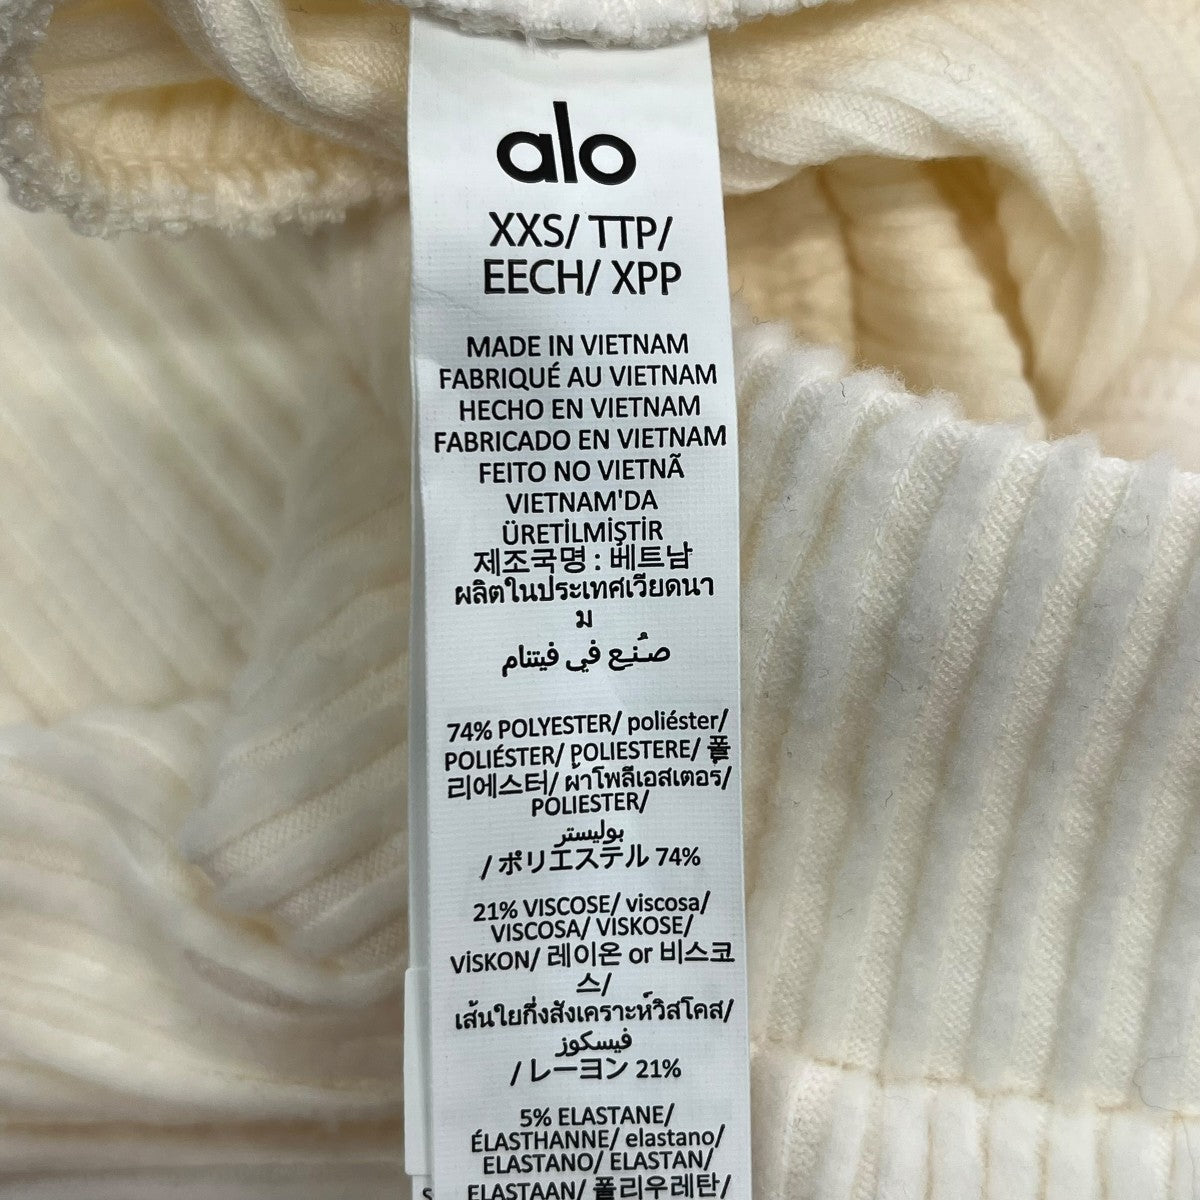 alo
XXS/ TTP/
EECH/ XPP
MADE IN VIETNAM
FABRIQUÉ AU VIETNAM
HECHO EN VIETNAM
FABRICADO EN VIETNAM
FEITO NO VIETNÃ
VIETNAM'DA
ÜRETİLMİŞTİR
제조국명 : 베트남
ผลิตในประเทศเวียดนา
ม
صُنع في فيتنام
74% POLYESTER/ poliéster/
POLIÉSTER/ POLIESTERE/ 폴
리에스터/ ผ้าโพลีเอสเตอร์/
POLIESTER/
بوليستر
/ ポリエステル 74%
21% VISCOSE/ viscosa/
VISCOSA/ VISKOSE/
VİSKON/ 레이온 or 비스코
스/
เส้นใยกึ่งสังเคราะห์วิสโคส/
فيسكوز
/ レーヨン 21%
5% ELASTANE/
ÉLASTHANNE/ elastano/
ELASTANO/ ELASTAN/
ELASTAAN/ 폴리우레탄/